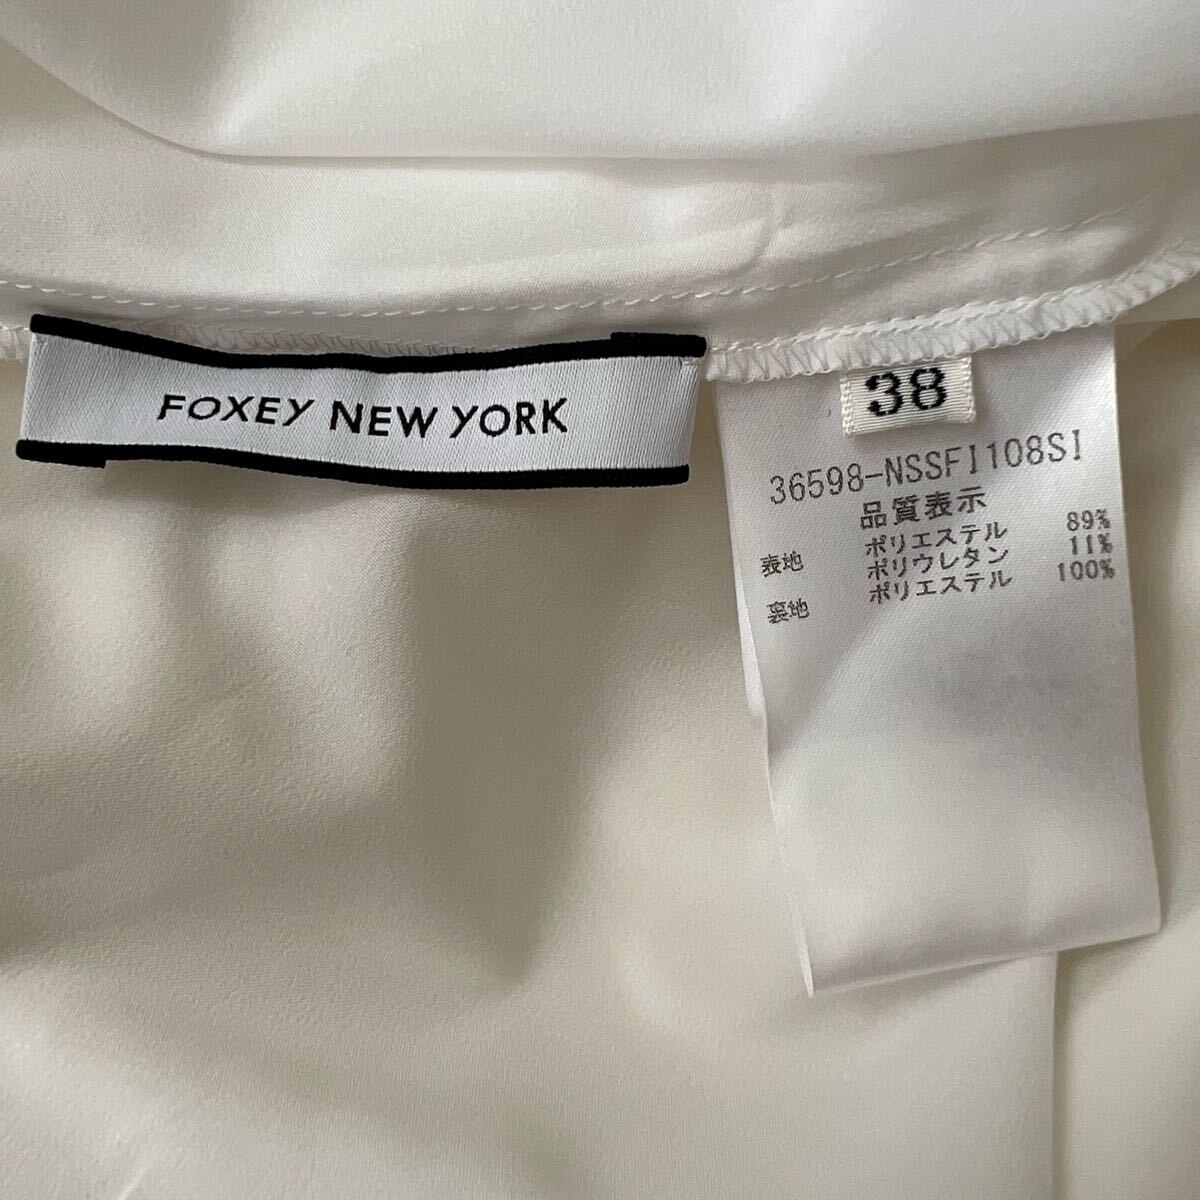 FOXEY NEW YORK
38
36598-NSSFI108SI
品質表示
表地 ポリエステル 89%
ポリウレタン 11%
裏地 ポリエステル 100%